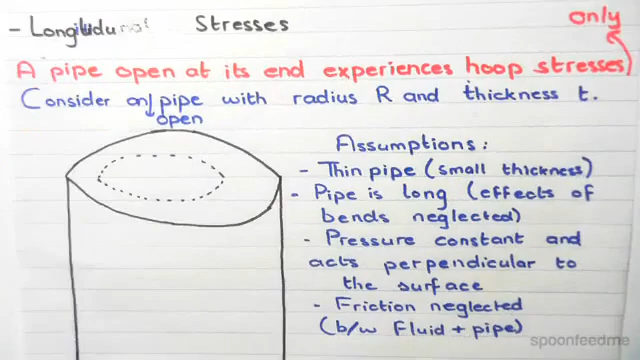 only
- Longitudinal Stresses
A pipe open at its end experiences hoop stresses
Consider an pipe with radius R and thickness t.
open
Assumptions:
- Thin pipe (small thickness)
- Pipe is long (effects of
bends neglected)
- Pressure constant and
acts perpendicular to
the surface
- Friction neglected
(b/w Fluid + pipe)
spoonfeedme